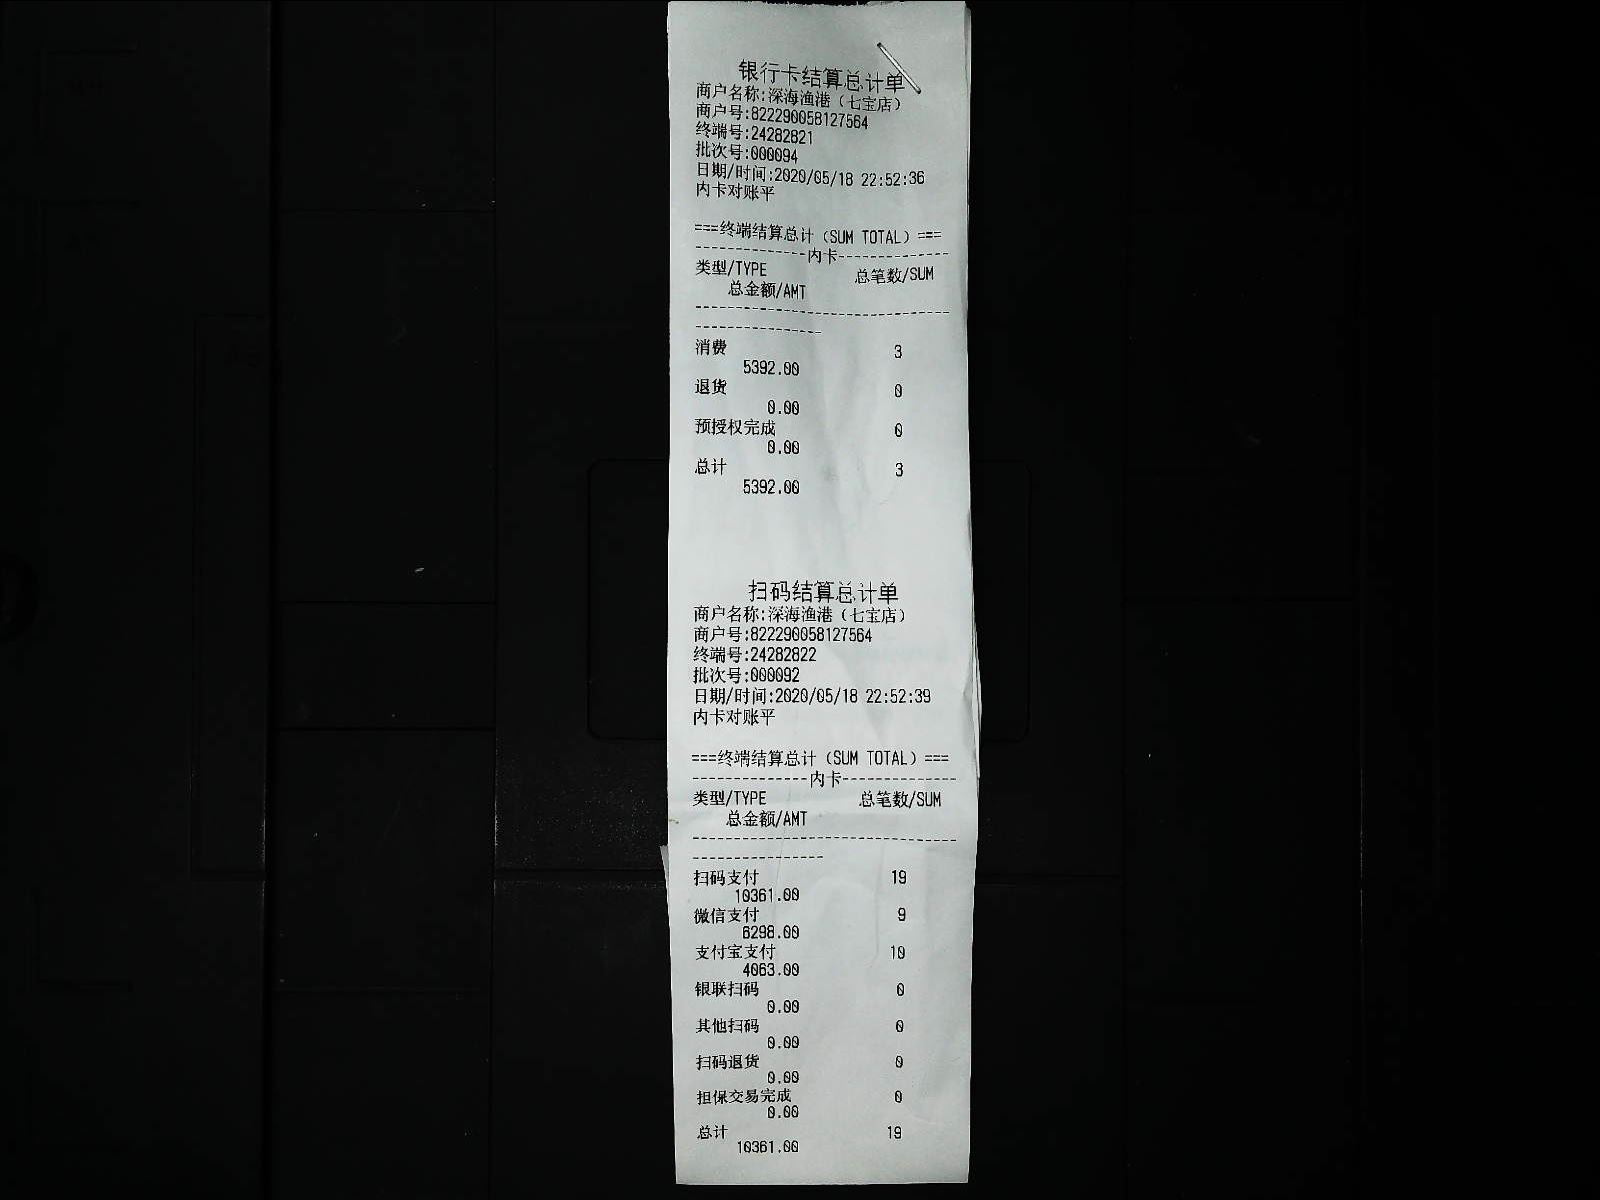 银行卡结算总计单
商户名称:深海渔港（七宝店）
商户号:822290058127564
终端号:24282821
批次号:000094
日期/时间:2020/05/18 22:52:36
内卡对账平
===终端结算总计（SUM TOTAL）===
--------------内卡--------------
类型/TYPE 总笔数/SUM
总金额/AMT
--------------------------------
----------------
消费 3
5392.00
退货 0
0.00
预授权完成 0
0.00
总计 3
5392.00
扫码结算总计单
商户名称:深海渔港（七宝店）
商户号:822290058127564
终端号:24282822
批次号:000092
日期/时间:2020/05/18 22:52:39
内卡对账平
===终端结算总计（SUM TOTAL）===
--------------内卡--------------
类型/TYPE 总笔数/SUM
总金额/AMT
--------------------------------
----------------
扫码支付 19
10361.00
微信支付 9
6298.00
支付宝支付 10
4063.00
银联扫码 0
0.00
其他扫码 0
0.00
扫码退货 0
0.00
担保交易完成 0
0.00
总计 19
10361.00